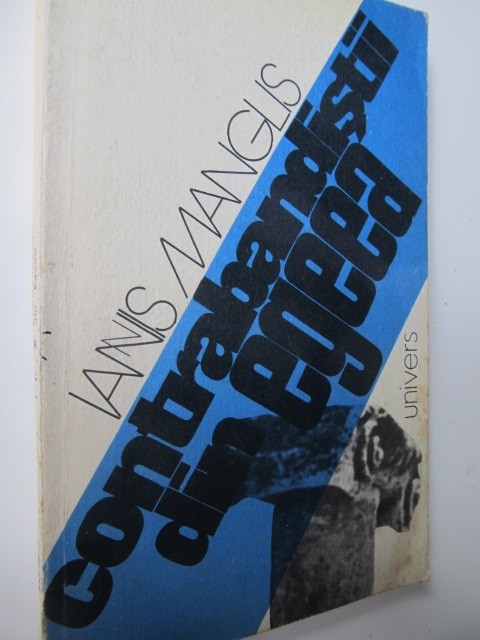 IANNIS MANGLIS
contrabandiştii
din egeea
univers